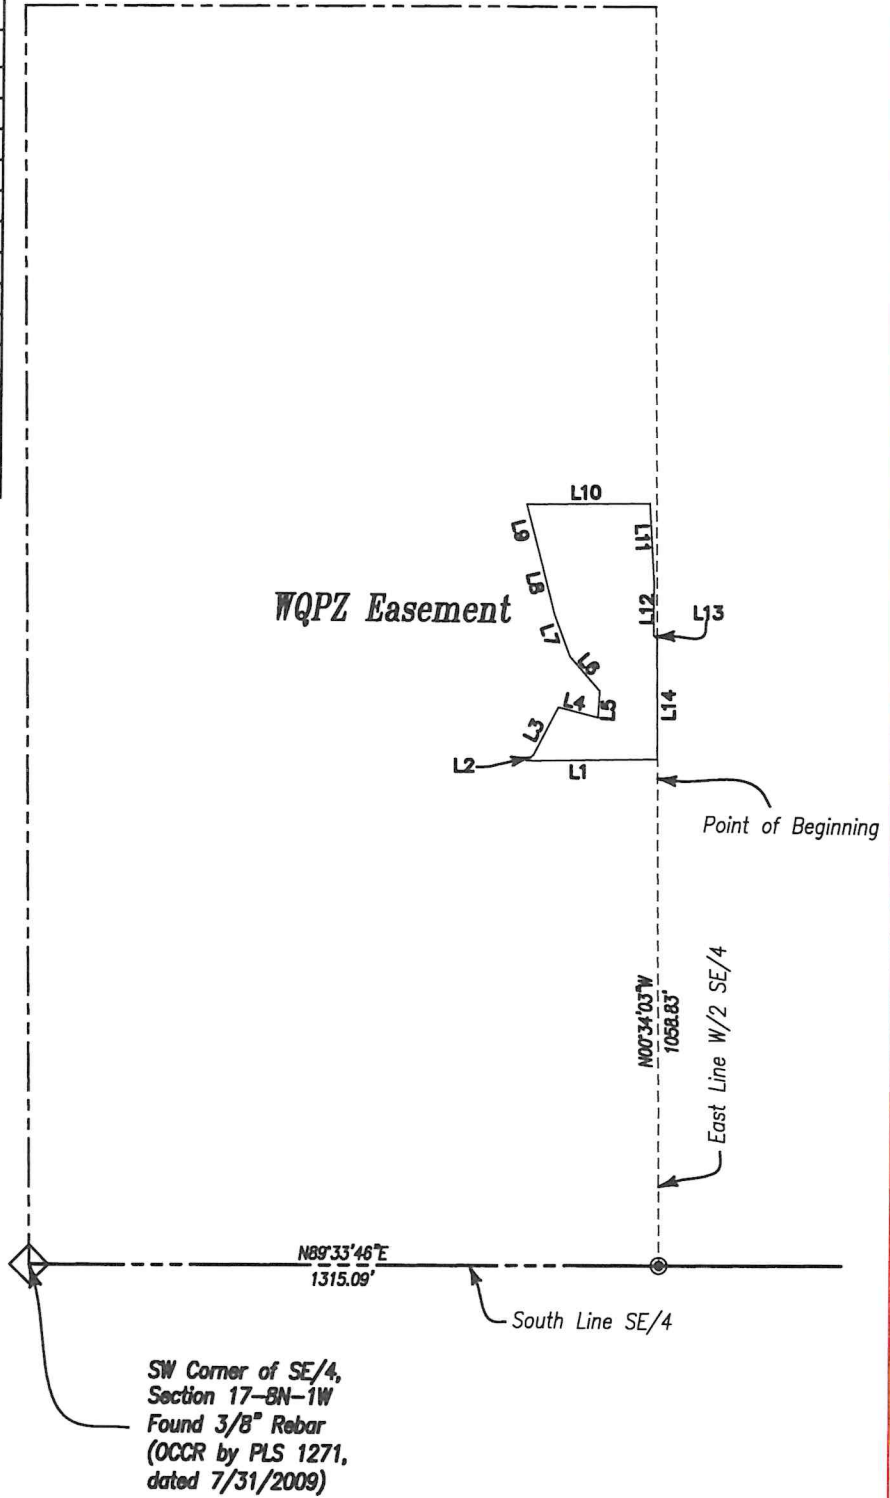 L10
L9
L11
L8
WQPZ Easement
L12
L13
L7
L6
L5
L4
L14
L3
L2
L1
Point of Beginning
N00°34'03"W
1058.83'
East Line W/2 SE/4
N89°33'46"E
1315.09'
South Line SE/4
SW Corner of SE/4,
Section 17-8N-1W
Found 3/8" Rebar
(OCCR by PLS 1271,
dated 7/31/2009)